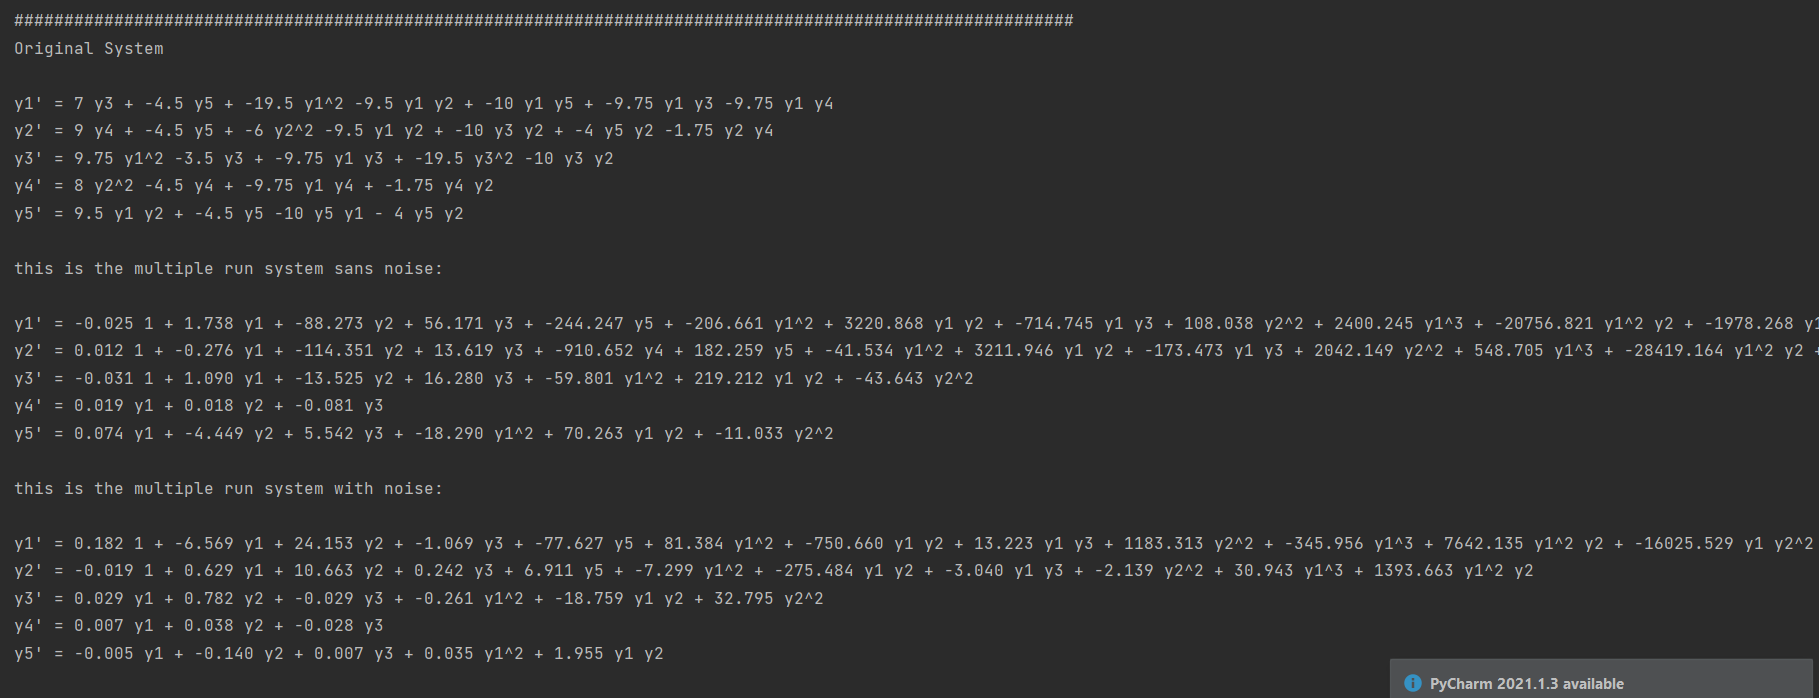 ##########################################################################################################
Original System
y1' = 7 y3 + -4.5 y5 + -19.5 y1^2 -9.5 y1 y2 + -10 y1 y5 + -9.75 y1 y3 -9.75 y1 y4
y2' = 9 y4 + -4.5 y5 + -6 y2^2 -9.5 y1 y2 + -10 y3 y2 + -4 y5 y2 -1.75 y2 y4
y3' = 9.75 y1^2 -3.5 y3 + -9.75 y1 y3 + -19.5 y3^2 -10 y3 y2
y4' = 8 y2^2 -4.5 y4 + -9.75 y1 y4 + -1.75 y4 y2
y5' = 9.5 y1 y2 + -4.5 y5 -10 y5 y1 - 4 y5 y2
this is the multiple run system sans noise:
y1' = -0.025 1 + 1.738 y1 + -88.273 y2 + 56.171 y3 + -244.247 y5 + -206.661 y1^2 + 3220.868 y1 y2 + -714.745 y1 y3 + 108.038 y2^2 + 2400.245 y1^3 + -20756.821 y1^2 y2 + -1978.268 y1
y2' = 0.012 1 + -0.276 y1 + -114.351 y2 + 13.619 y3 + -910.652 y4 + 182.259 y5 + -41.534 y1^2 + 3211.946 y1 y2 + -173.473 y1 y3 + 2042.149 y2^2 + 548.705 y1^3 + -28419.164 y1^2 y2 +
y3' = -0.031 1 + 1.090 y1 + -13.525 y2 + 16.280 y3 + -59.801 y1^2 + 219.212 y1 y2 + -43.643 y2^2
y4' = 0.019 y1 + 0.018 y2 + -0.081 y3
y5' = 0.074 y1 + -4.449 y2 + 5.542 y3 + -18.290 y1^2 + 70.263 y1 y2 + -11.033 y2^2
this is the multiple run system with noise:
y1' = 0.182 1 + -6.569 y1 + 24.153 y2 + -1.069 y3 + -77.627 y5 + 81.384 y1^2 + -750.660 y1 y2 + 13.223 y1 y3 + 1183.313 y2^2 + -345.956 y1^3 + 7642.135 y1^2 y2 + -16025.529 y1 y2^2
y2' = -0.019 1 + 0.629 y1 + 10.663 y2 + 0.242 y3 + 6.911 y5 + -7.299 y1^2 + -275.484 y1 y2 + -3.040 y1 y3 + -2.139 y2^2 + 30.943 y1^3 + 1393.663 y1^2 y2
y3' = 0.029 y1 + 0.782 y2 + -0.029 y3 + -0.261 y1^2 + -18.759 y1 y2 + 32.795 y2^2
y4' = 0.007 y1 + 0.038 y2 + -0.028 y3
y5' = -0.005 y1 + -0.140 y2 + 0.007 y3 + 0.035 y1^2 + 1.955 y1 y2
PyCharm 2021.1.3 available